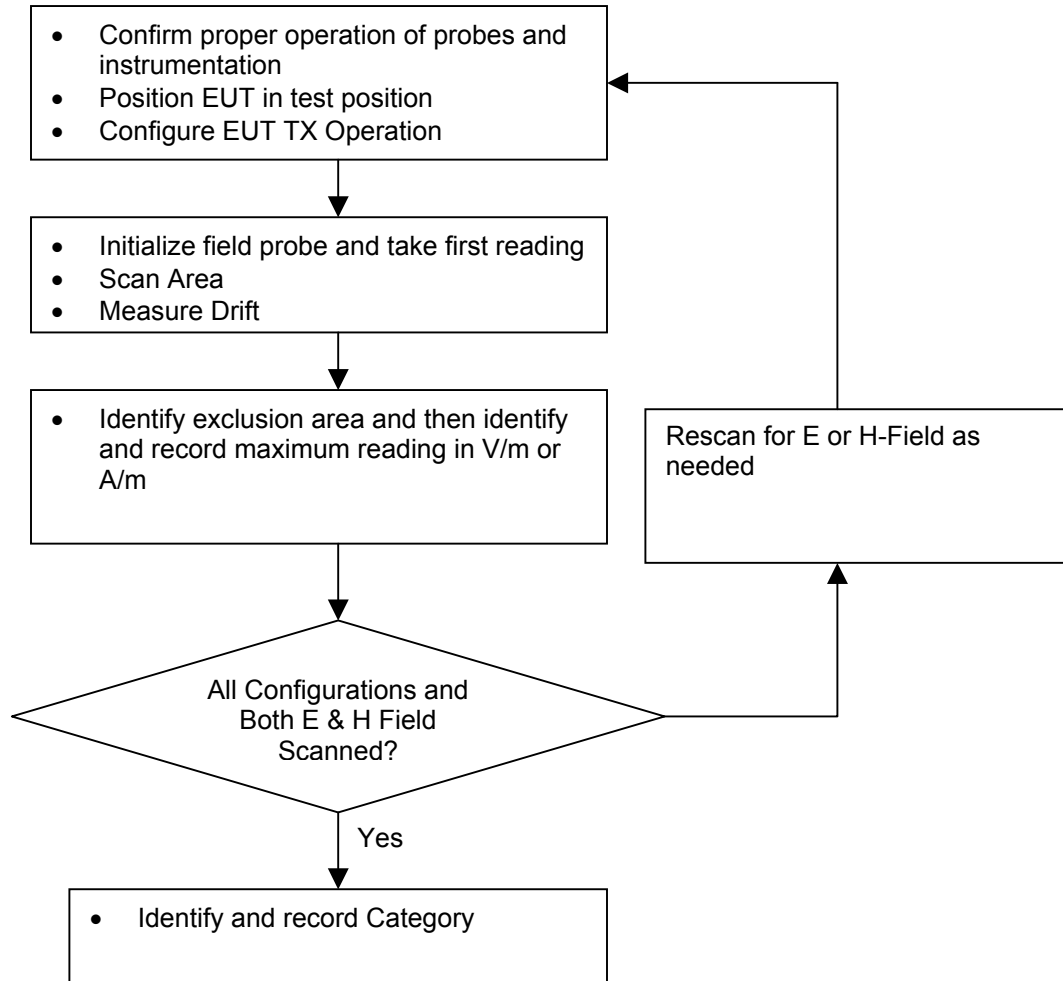 • Confirm proper operation of probes and
instrumentation
• Position EUT in test position
• Configure EUT TX Operation
• Initialize field probe and take first reading
• Scan Area
• Measure Drift
• Identify exclusion area and then identify
and record maximum reading in V/m or
A/m
Rescan for E or H-Field as
needed
All Configurations and
Both E & H Field
Scanned?
Yes
• Identify and record Category